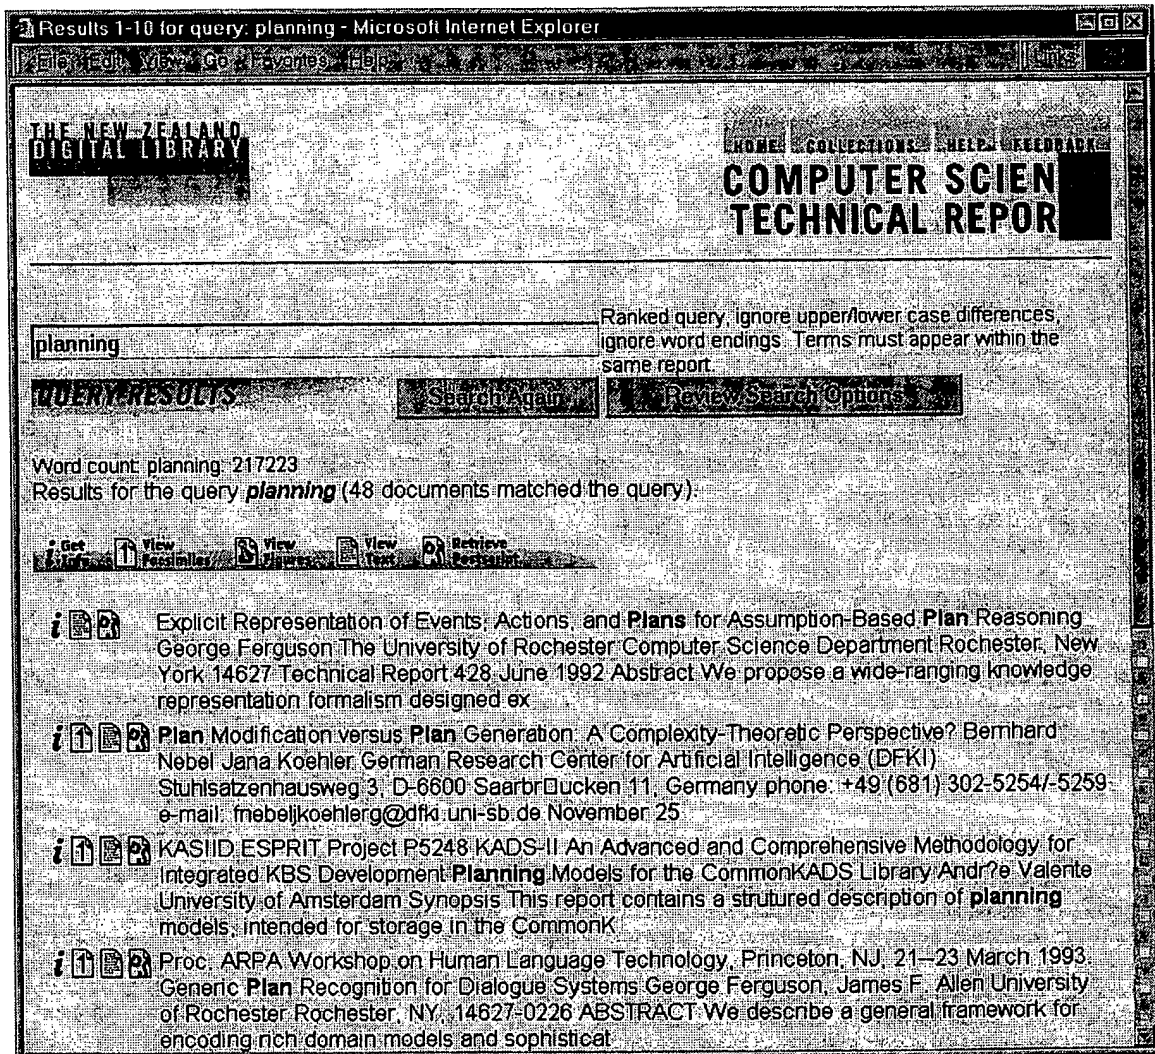 Results 1-10 for query: planning - Microsoft Internet Explorer
File Edit View Go Favorites Help Links
THE NEW ZEALAND
DIGITAL LIBRARY
HOME COLLECTIONS HELP FEEDBACK
COMPUTER SCIEN
TECHNICAL REPOR
planning
Ranked query, ignore upper/lower case differences,
ignore word endings. Terms must appear within the
same report.
QUERY RESULTS
Search Again
Review Search Options
Word count: planning: 217223
Results for the query planning (48 documents matched the query).
i Get Info View Facsimiles View Figures View Text Retrieve Postscript
Explicit Representation of Events, Actions, and Plans for Assumption-Based Plan Reasoning
George Ferguson The University of Rochester Computer Science Department Rochester, New
York 14627 Technical Report 428 June 1992 Abstract We propose a wide-ranging knowledge
representation formalism designed ex
Plan Modification versus Plan Generation: A Complexity-Theoretic Perspective? Bernhard
Nebel Jana Koehler German Research Center for Artificial Intelligence (DFKI)
Stuhlsatzenhausweg 3, D-6600 Saarbr□ucken 11, Germany phone: +49 (681) 302-5254/-5259
e-mail: fnebeljkoehlerg@dfki.uni-sb.de November 25
KASIID ESPRIT Project P5248 KADS-II An Advanced and Comprehensive Methodology for
Integrated KBS Development Planning Models for the CommonKADS Library Andr?e Valente
University of Amsterdam Synopsis This report contains a strutured description of planning
models, intended for storage in the CommonK
Proc. ARPA Workshop on Human Language Technology, Princeton, NJ, 21--23 March 1993.
Generic Plan Recognition for Dialogue Systems George Ferguson, James F. Allen University
of Rochester Rochester, NY, 14627-0226 ABSTRACT We describe a general framework for
encoding rich domain models and sophisticat